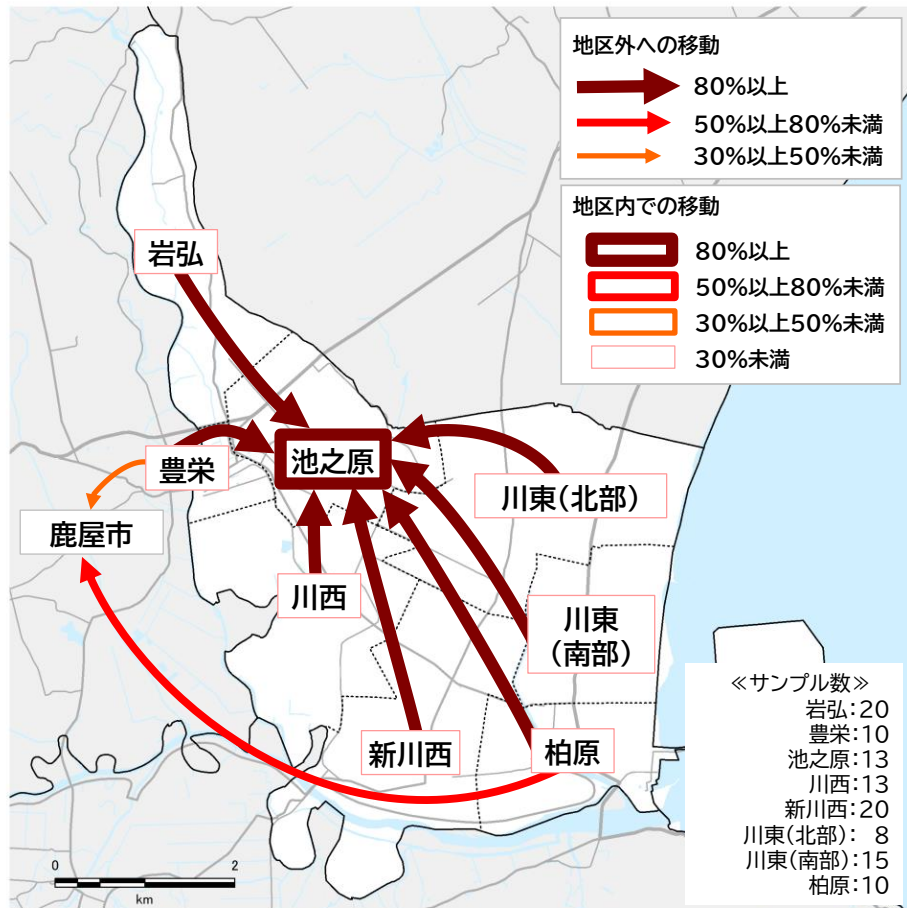 地区外への移動
80%以上
50%以上80%未満
30%以上50%未満
地区内での移動
80%以上
50%以上80%未満
30%以上50%未満
30%未満
岩弘
池之原
豊栄
川東(北部)
鹿屋市
川西
川東
(南部)
新川西
柏原
≪サンプル数≫
岩弘:20
豊栄:10
池之原:13
川西:13
新川西:20
川東(北部): 8
川東(南部):15
柏原:10
0 2
km